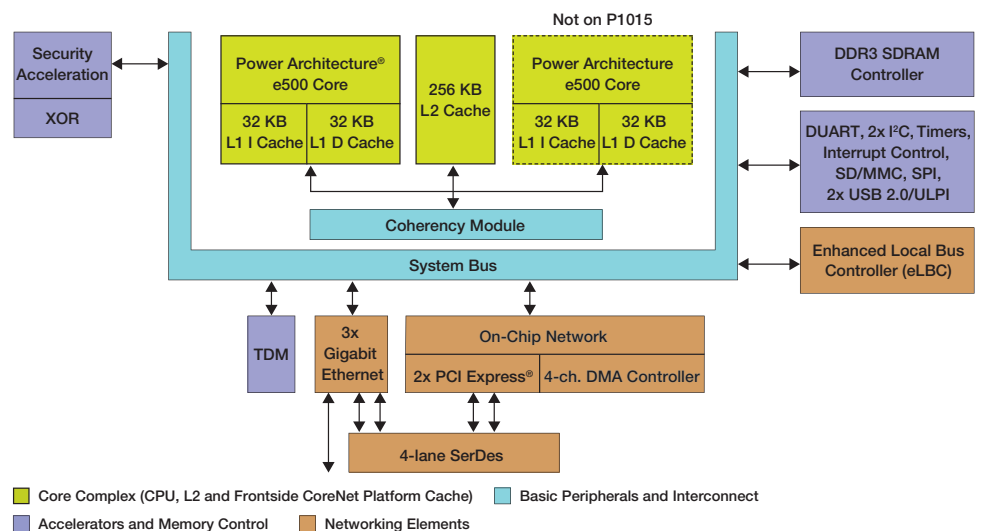 Not on P1015
Security
Acceleration
XOR
Power Architecture®
e500 Core
32 KB
L1 I Cache
32 KB
L1 D Cache
256 KB
L2 Cache
Power Architecture
e500 Core
32 KB
L1 I Cache
32 KB
L1 D Cache
DDR3 SDRAM
Controller
DUART, 2x I²C, Timers,
Interrupt Control,
SD/MMC, SPI,
2x USB 2.0/ULPI
Coherency Module
System Bus
Enhanced Local Bus
Controller (eLBC)
TDM
3x
Gigabit
Ethernet
On-Chip Network
2x PCI Express®
4-ch. DMA Controller
4-lane SerDes
Core Complex (CPU, L2 and Frontside CoreNet Platform Cache)
Basic Peripherals and Interconnect
Accelerators and Memory Control
Networking Elements